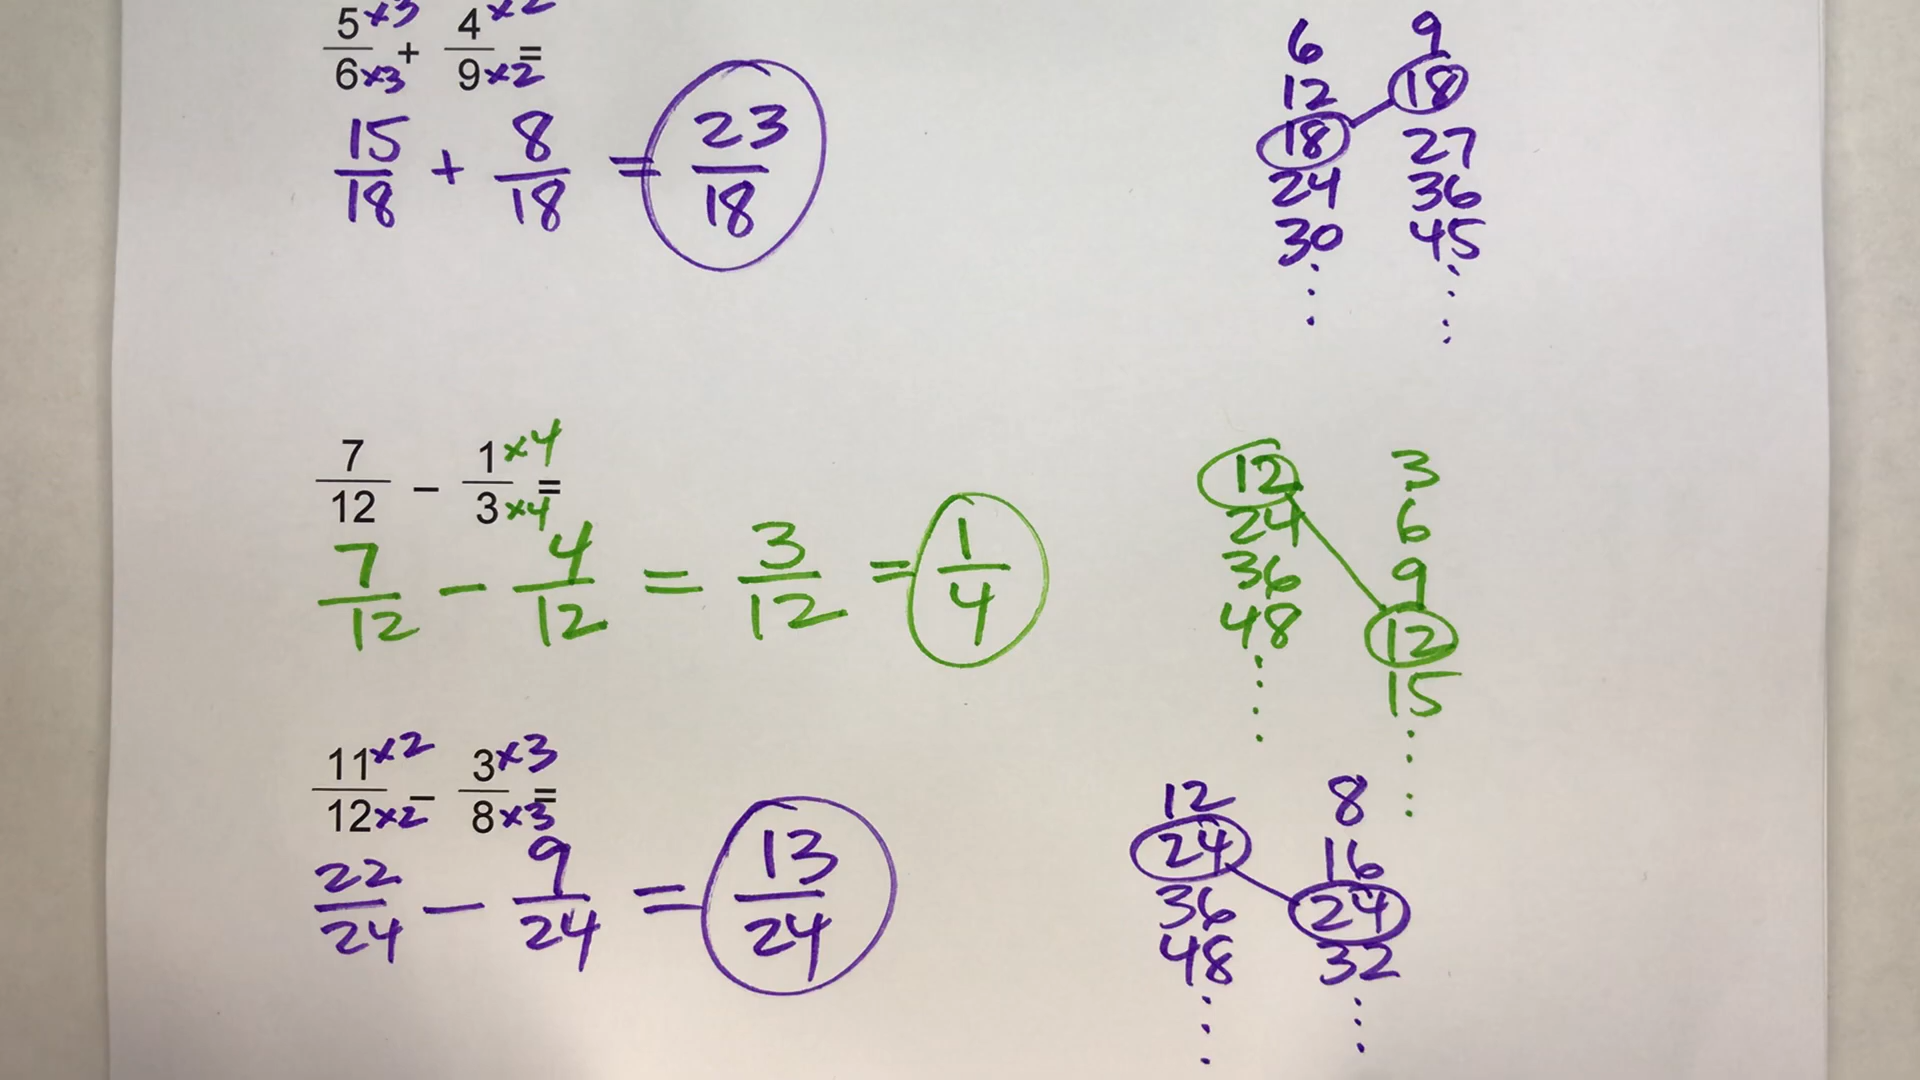 5×3 4×2
6×3 + 9×2 =
15/18 + 8/18 = 23/18
6 9
12 18
18 27
24 36
30 45
7/12 - 1×4/3×4 =
7/12 - 4/12 = 3/12 = 1/4
12 3
24 6
36 9
48 12
15
11×2/12×2 - 3×3/8×3 =
22/24 - 9/24 = 13/24
12 8
24 16
36 24
48 32